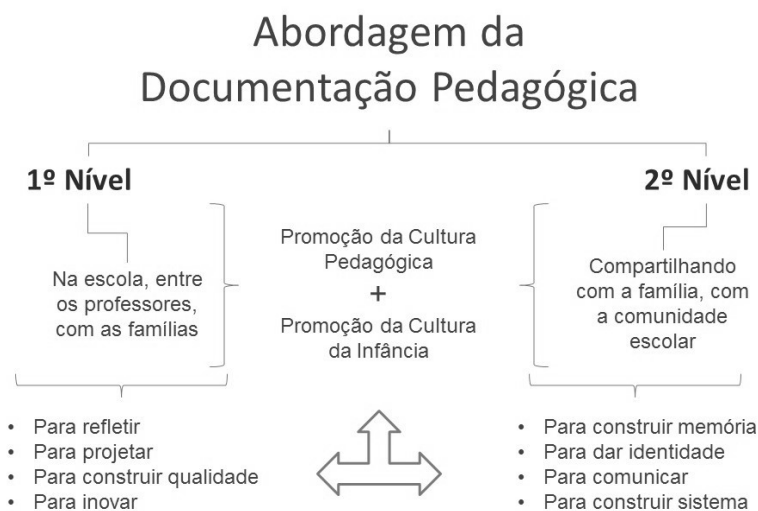 Abordagem da
Documentação Pedagógica
1º Nível
2º Nível
Na escola, entre
os professores,
com as famílias
Promoção da Cultura
Pedagógica
+
Promoção da Cultura
da Infância
Compartilhando
com a família, com
a comunidade
escolar
• Para refletir
• Para projetar
• Para construir qualidade
• Para inovar
• Para construir memória
• Para dar identidade
• Para comunicar
• Para construir sistema